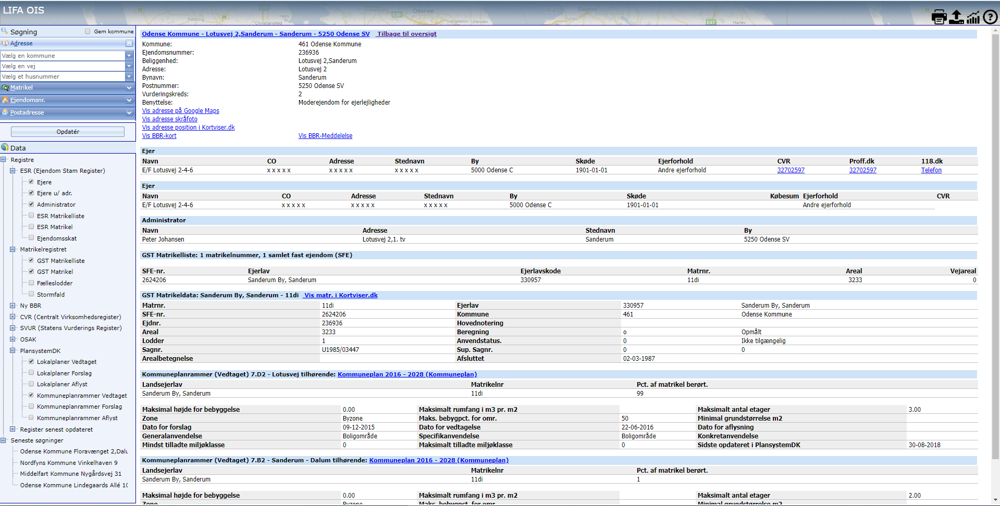 LIFA OIS
Odense
Rødding
Christiansfeld
Langeskov Ullerslev
Slagelse
Forlev
Hårlev
25
E20
E47
Søgning Gem kommune
Adresse
Vælg en kommune
Vælg en vej
Vælg et husnummer
Matrikel
Ejendomsnr.
Postadresse
Opdatér
Data
Registre
ESR (Ejendom Stam Register)
Ejere
Ejere u/ adr.
Administrator
ESR Matrikelliste
ESR Matrikel
Ejendomsskat
Matrikelregistret
GST Matrikelliste
GST Matrikel
Fælleslodder
Stormfald
Ny BBR
CVR (Centralt Virksomhedsregister)
SVUR (Statens Vurderings Register)
OSAK
PlansystemDK
Lokalplaner Vedtaget
Lokalplaner Forslag
Lokalplaner Aflyst
Kommuneplanrammer Vedtaget
Kommuneplanrammer Forslag
Kommuneplanrammer Aflyst
Register senest opdateret
Seneste søgninger
Odense Kommune Floravænget 2,Dalu
Nordfyns Kommune Vinkelhaven 9
Middelfart Kommune Nygårdsvej 31
Odense Kommune Lindegaards Allé 10
Odense Kommune - Lotusvej 2,Sanderum - Sanderum - 5250 Odense SV Tilbage til oversigt
Kommune: 461 Odense Kommune
Ejendomsnummer: 236936
Beliggenhed: Lotusvej 2,Sanderum
Adresse: Lotusvej 2
Bynavn: Sanderum
Postnummer: 5250 Odense SV
Vurderingskreds: 2
Benyttelse: Moderejendom for ejerlejligheder
Vis adresse på Google Maps
Vis adresse skråfoto
Vis adresse position i Kortviser.dk
Vis BBR-kort Vis BBR-Meddelelse
Ejer
Navn CO Adresse Stednavn By Skøde Ejerforhold CVR Proff.dk 118.dk
E/F Lotusvej 2-4-6 x x x x x x x x x x x x x x x 5000 Odense C 1901-01-01 Andre ejerforhold 32702597 32702597 Telefon
Ejer
Navn CO Adresse Stednavn By Skøde Købesum Ejerforhold CVR
E/F Lotusvej 2-4-6 x x x x x x x x x x x x x x x 5000 Odense C 1901-01-01 Andre ejerforhold
Administrator
Navn Adresse Stednavn By
Peter Johansen Lotusvej 2,1. tv Sanderum 5250 Odense SV
GST Matrikelliste: 1 matrikelnummer, 1 samlet fast ejendom (SFE)
SFE-nr. Ejerlav Ejerlavskode Matrnr. Areal Vejareal
2624206 Sanderum By, Sanderum 330957 11di 3233 0
GST Matrikeldata: Sanderum By, Sanderum - 11di Vis matr. i Kortviser.dk
Matrnr. 11di Ejerlav 330957 Sanderum By, Sanderum
SFE-nr. 2624206 Kommune 461 Odense Kommune
Ejdnr. 236936 Hovednotering
Areal 3233 Beregning o Opmålt
Lodder 1 Anvendstatus. 0 Ikke tilgængelig
Sagnr. U1985/03447 Sup. Sagnr. 0 0
Arealbetegnelse Afsluttet 02-03-1987
Kommuneplanrammer (Vedtaget) 7.D2 - Lotusvej tilhørende: Kommuneplan 2016 - 2028 (Kommuneplan)
Landsejerlav Matrikelnr Pct. af matrikel berørt.
Sanderum By, Sanderum 11di 99
Maksimal højde for bebyggelse 0.00 Maksimalt rumfang i m3 pr. m2 Maksimalt antal etager 3.00
Zone Byzone Maks. bebygpct. for omr. 50 Minimal grundstørrelse m2
Dato for forslag 09-12-2015 Dato for vedtagelse 22-06-2016 Dato for aflysning
Generalanvendelse Boligområde Specifikanvendelse Boligområde Konkretanvendelse
Mindst tilladte miljøklasse 0 Maksimalt tilladte miljøklasse 0 Sidste opdateret i PlansystemDK 30-08-2018
Kommuneplanrammer (Vedtaget) 7.B2 - Sanderum - Dalum tilhørende: Kommuneplan 2016 - 2028 (Kommuneplan)
Landsejerlav Matrikelnr Pct. af matrikel berørt.
Sanderum By, Sanderum 11di 1
Maksimal højde for bebyggelse 0.00 Maksimalt rumfang i m3 pr. m2 Maksimalt antal etager 2.00
Zone Byzone Maks. bebygpct. for omr. Minimal grundstørrelse m2